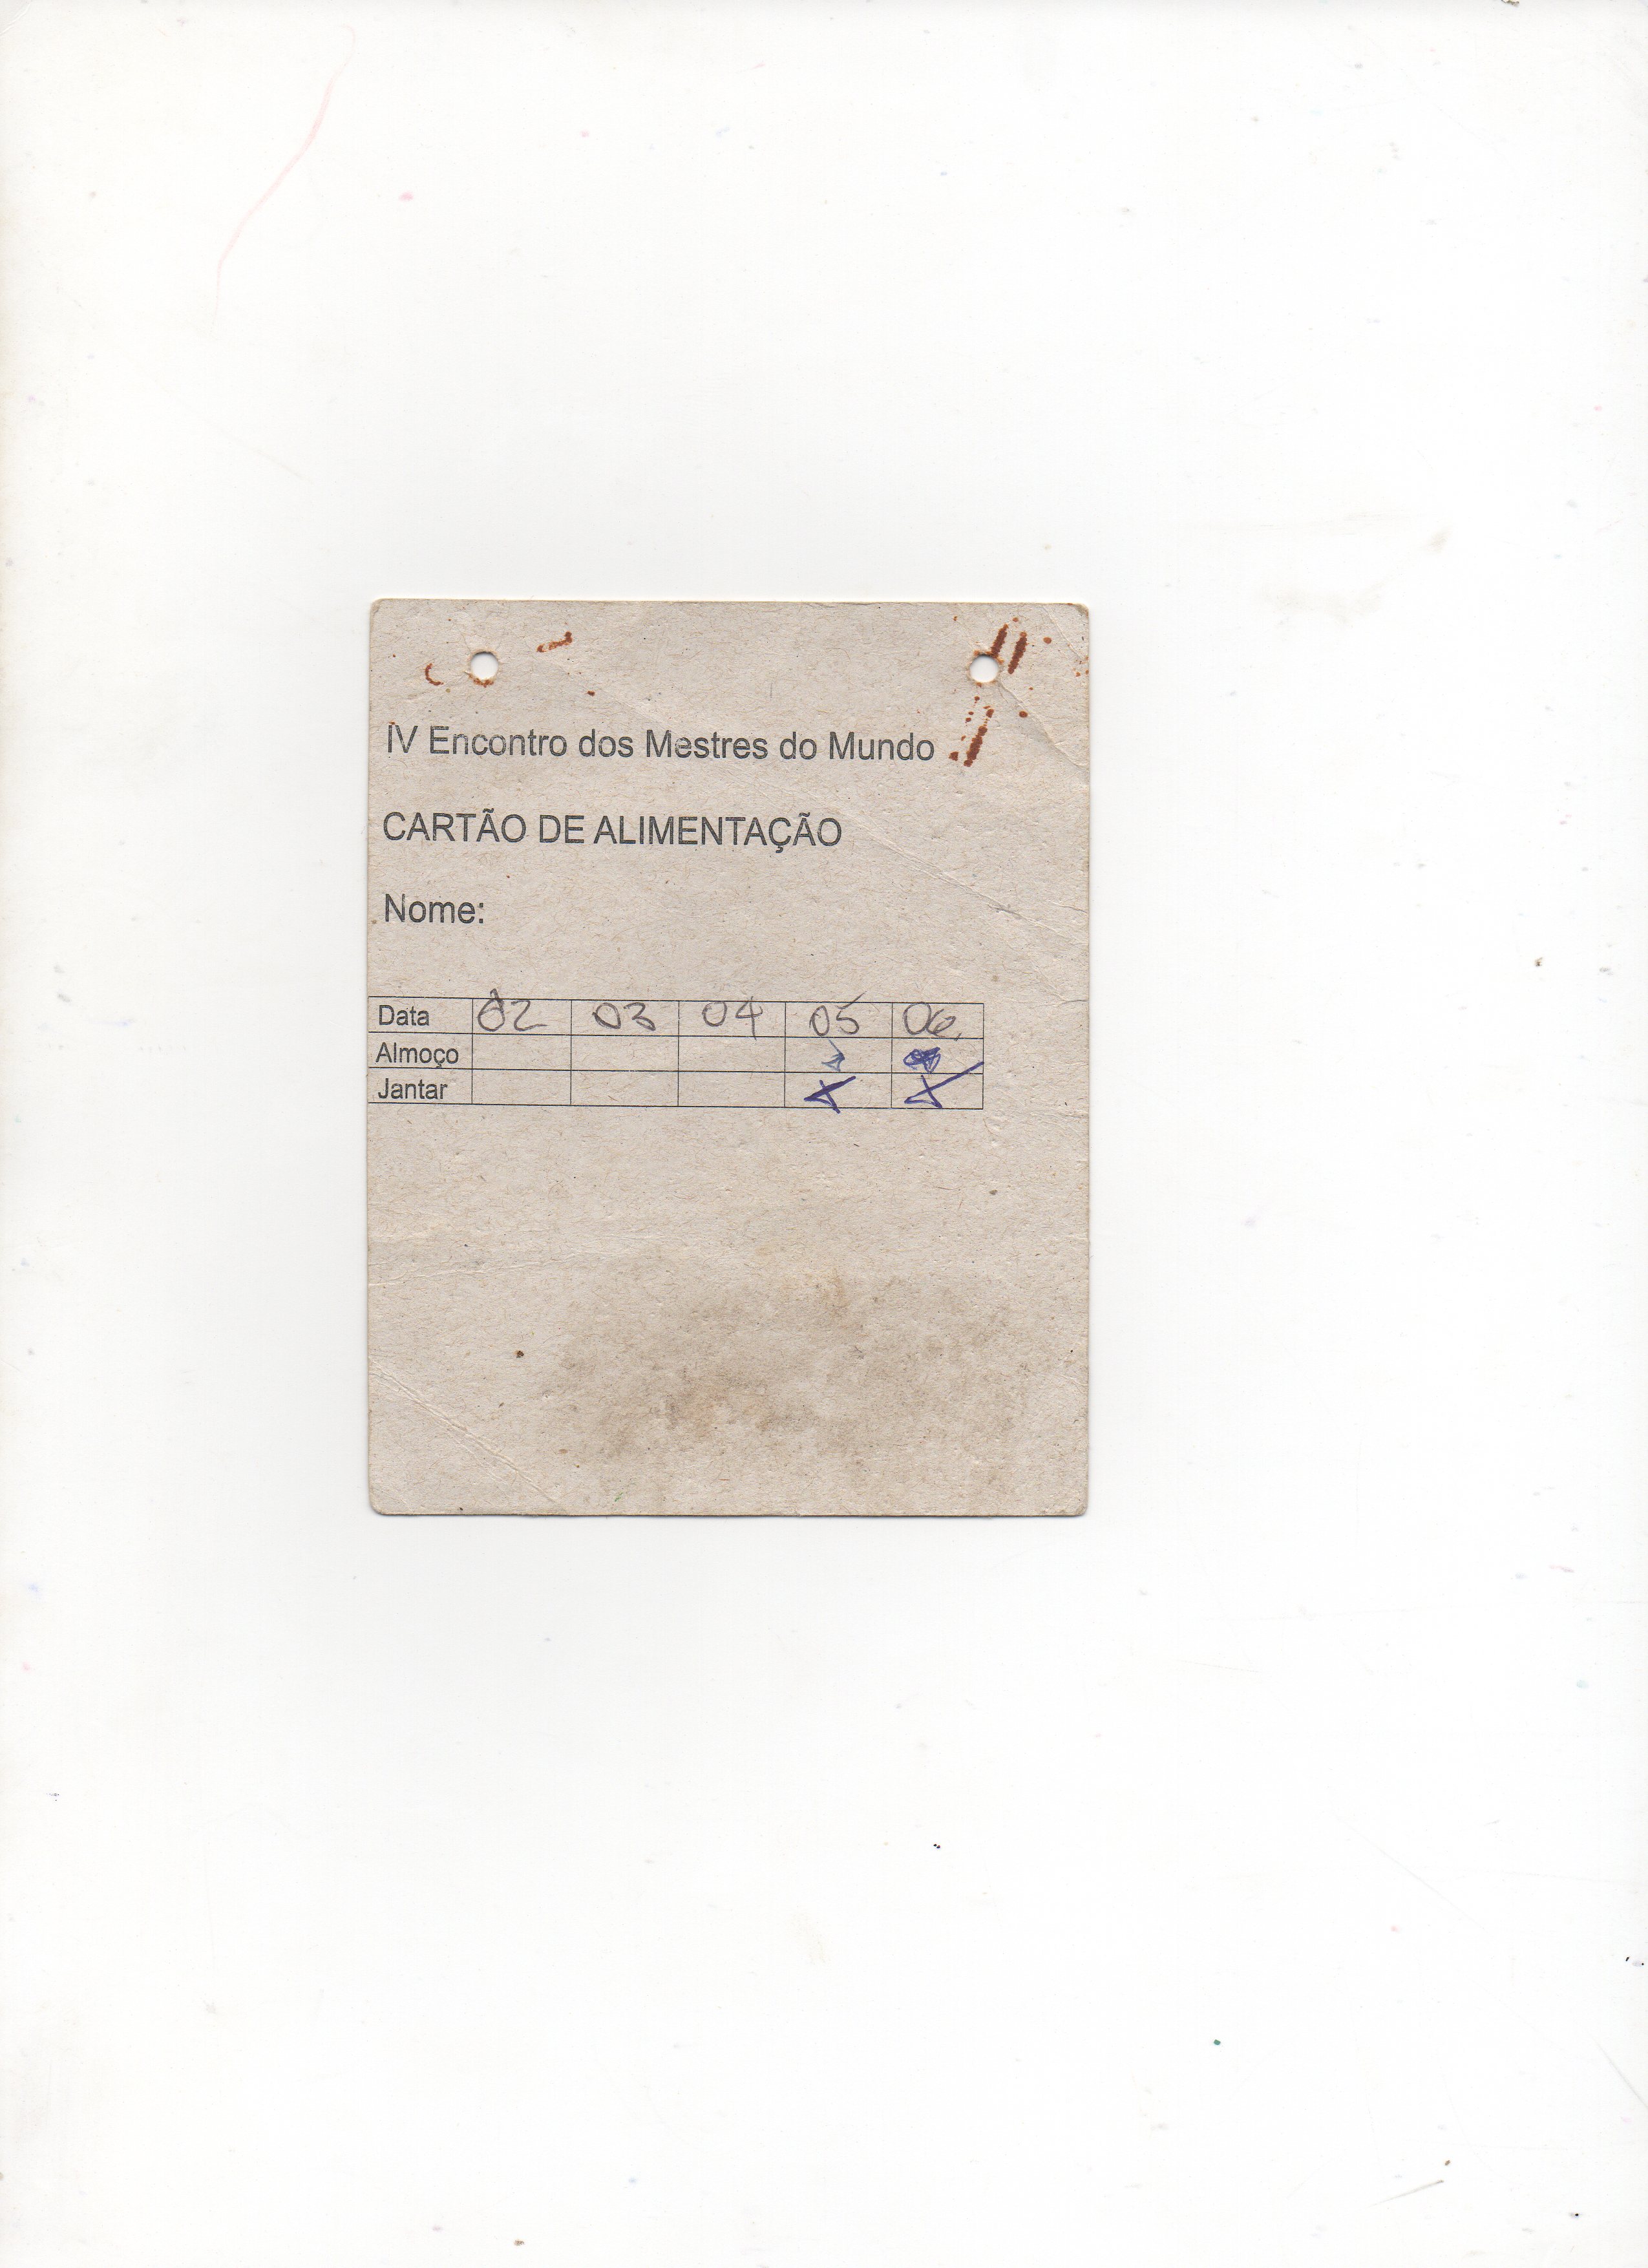 IV Encontro dos Mestres do Mundo
CARTÃO DE ALIMENTAÇÃO
Nome:
Data 02 03 04 05 06
Almoço
Jantar